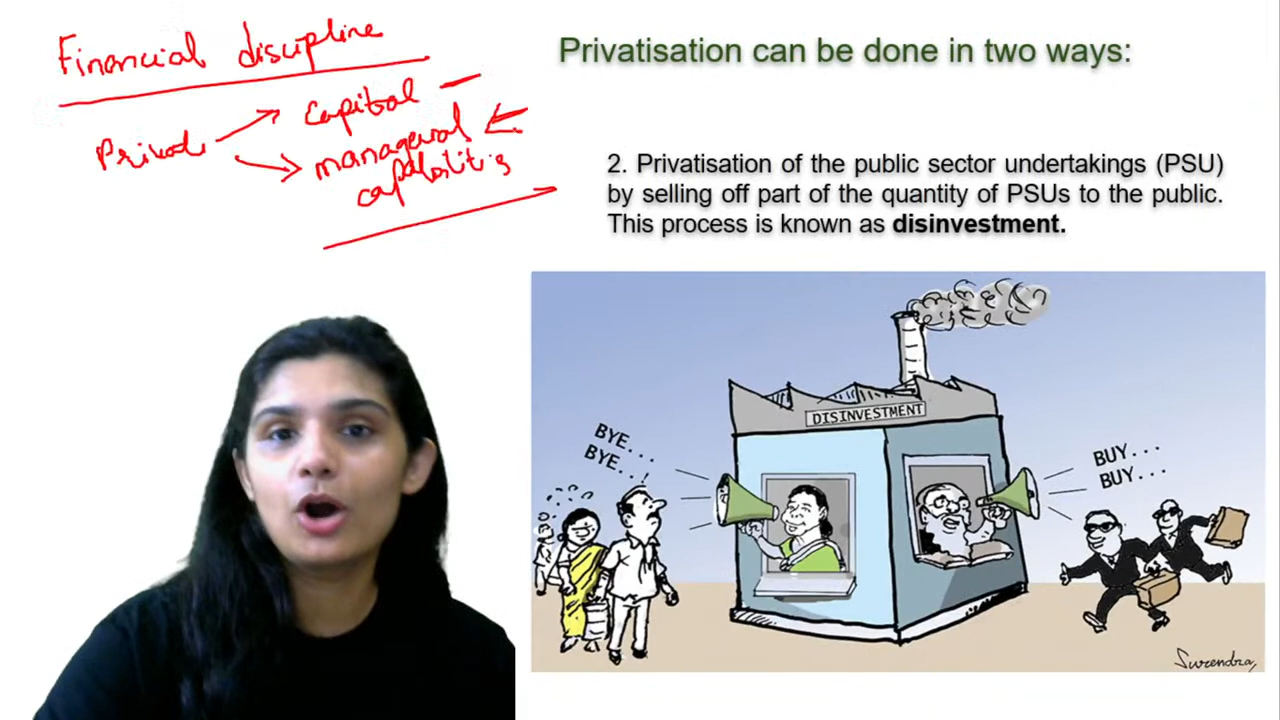 Financial discipline
Private → Capital
→ managerial
capabilities
Privatisation can be done in two ways:
2. Privatisation of the public sector undertakings (PSU)
by selling off part of the quantity of PSUs to the public.
This process is known as disinvestment.
DISINVESTMENT
BYE...
BYE...
BUY...
BUY...
Surendra